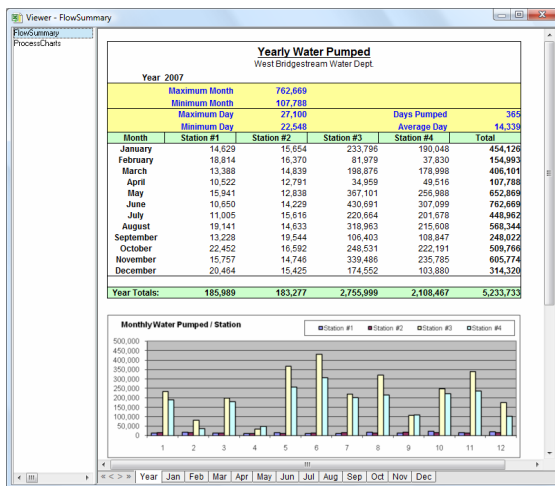 Viewer - FlowSummary
FlowSummary
ProcessCharts
Yearly Water Pumped
West Bridgestream Water Dept.
Year 2007
Maximum Month 762,669
Minimum Month 107,788
Maximum Day 27,100 Days Pumped 365
Minimum Day 22,548 Average Day 14,339
Month Station #1 Station #2 Station #3 Station #4 Total
January 14,629 15,654 233,796 190,048 454,126
February 18,814 16,370 81,979 37,830 154,993
March 13,388 14,839 198,876 178,998 406,101
April 10,522 12,791 34,959 49,516 107,788
May 15,941 12,838 367,101 256,988 652,869
June 10,650 14,229 430,691 307,099 762,669
July 11,005 15,616 220,664 201,678 448,962
August 19,141 14,633 318,963 215,608 568,344
September 13,228 19,544 106,403 108,847 248,022
October 22,452 16,592 248,531 222,191 509,766
November 15,757 14,746 339,486 235,785 605,774
December 20,464 15,425 174,552 103,880 314,320
Year Totals: 185,989 183,277 2,755,999 2,108,467 5,233,733
Monthly Water Pumped / Station Station #1 Station #2 Station #3 Station #4
500,000
450,000
400,000
350,000
300,000
250,000
200,000
150,000
100,000
50,000
0
1 2 3 4 5 6 7 8 9 10 11 12
« < > » Year Jan Feb Mar Apr May Jun Jul Aug Sep Oct Nov Dec